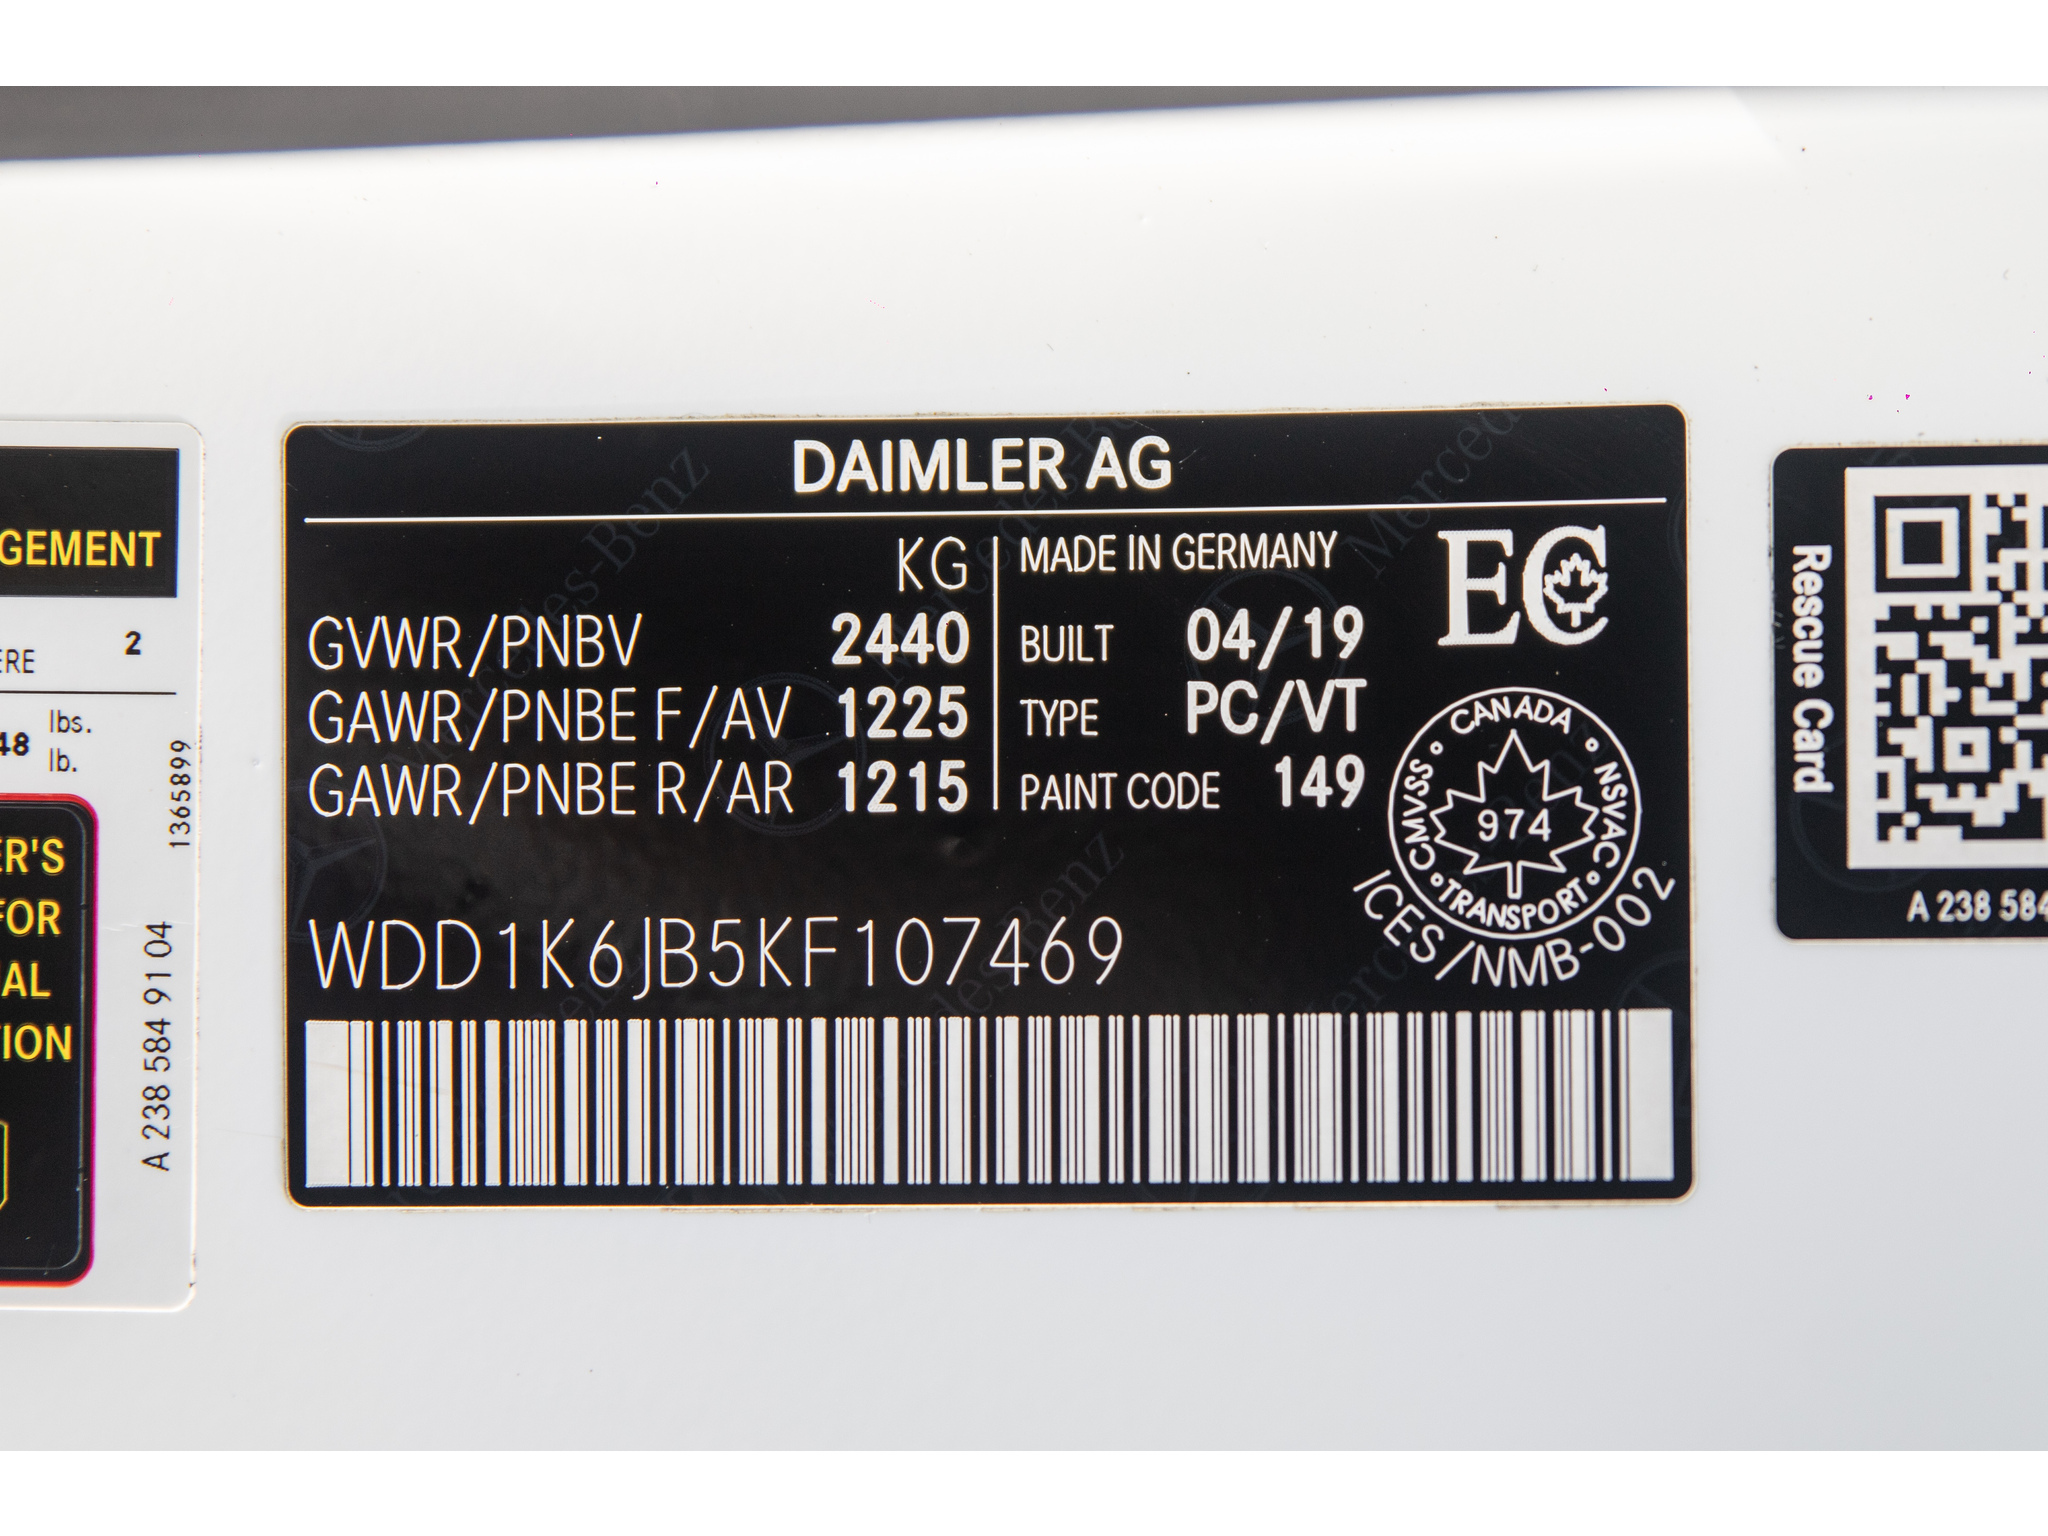 GEMENT
ERE 2
48 lbs.
lb.
1365899
ER'S
FOR
AL
ION
A 238 584 91 04
DAIMLER AG
KG
GVWR/PNBV 2440
GAWR/PNBE F/AV 1225
GAWR/PNBE R/AR 1215
MADE IN GERMANY
BUILT 04/19
TYPE PC/VT
PAINT CODE 149
EC
CANADA
CMVSS • NSVAC
974
TRANSPORT
ICES/NMB-002
WDD1K6JB5KF107469
Rescue Card
A 238 584